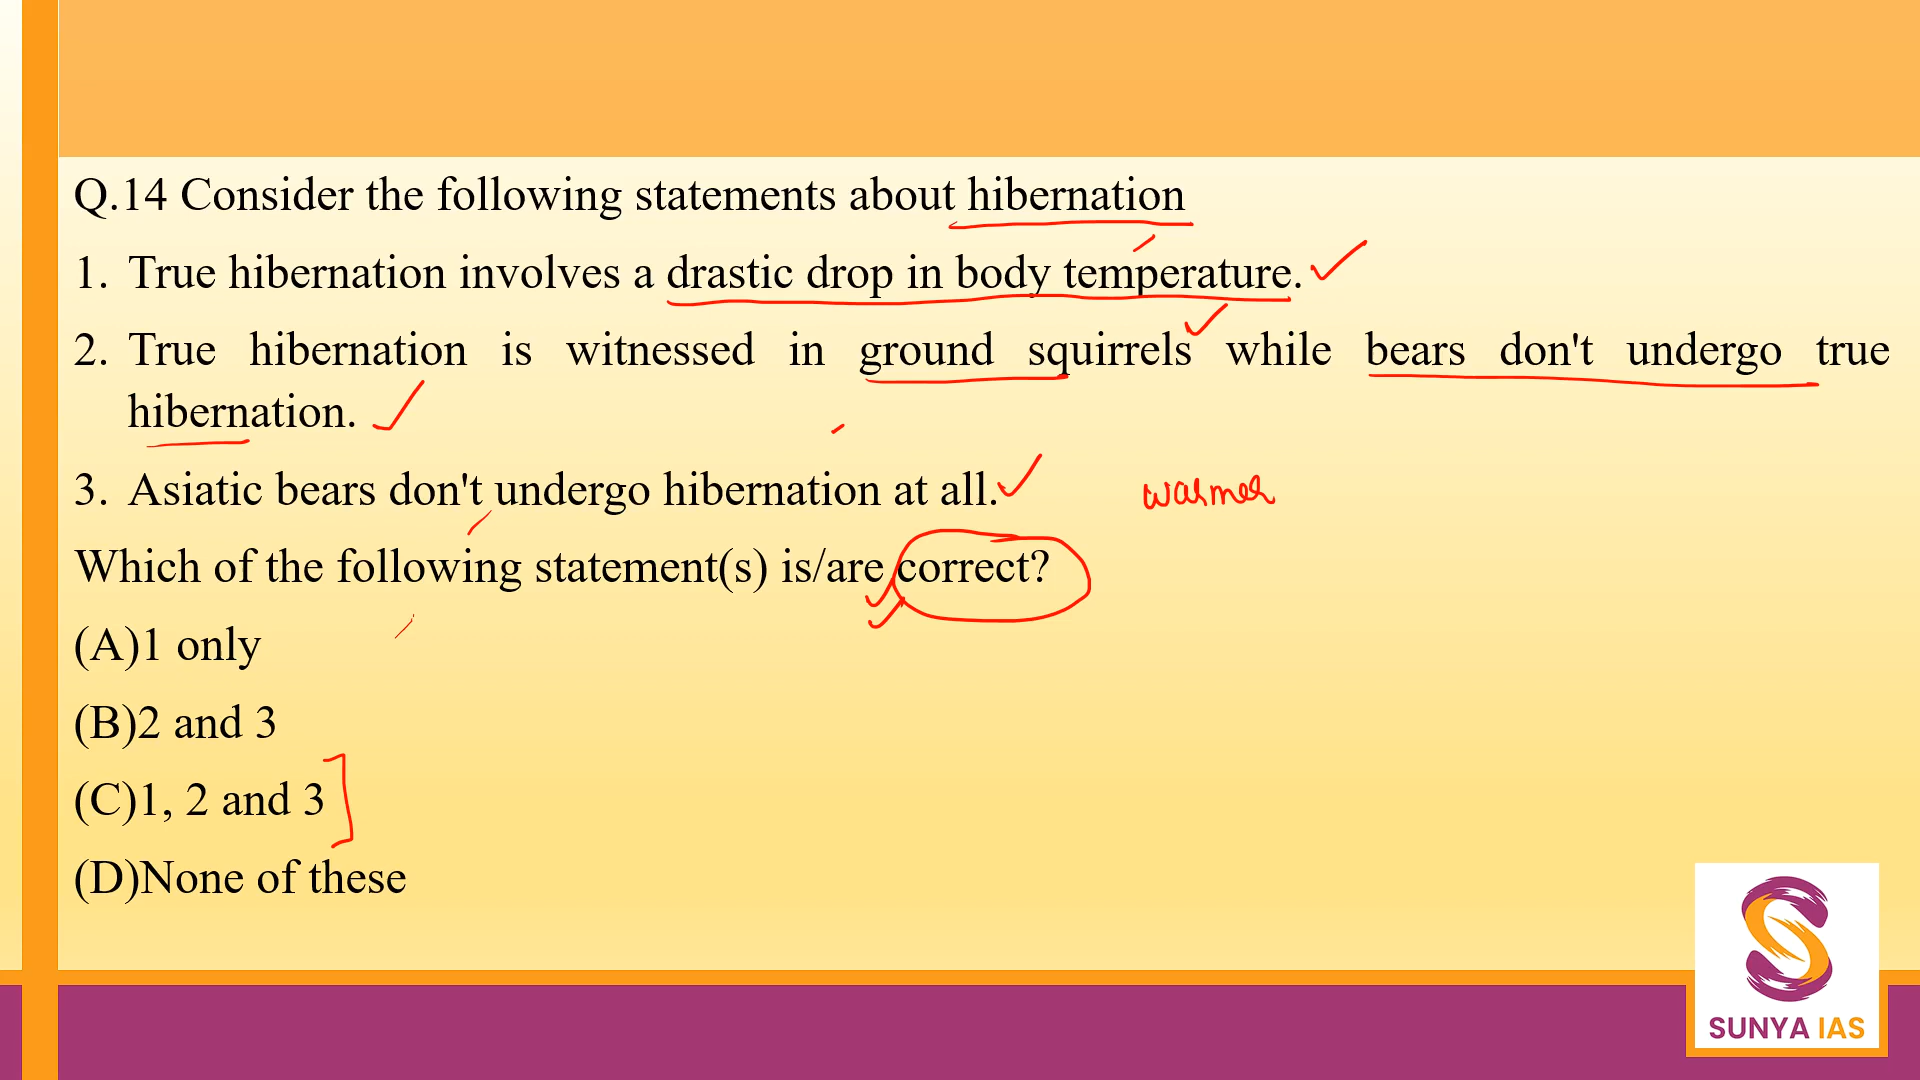 Q.14 Consider the following statements about hibernation
1. True hibernation involves a drastic drop in body temperature.
2. True hibernation is witnessed in ground squirrels while bears don't undergo true
hibernation.
3. Asiatic bears don't undergo hibernation at all.
warmer
Which of the following statement(s) is/are correct?
(A)1 only
(B)2 and 3
(C)1, 2 and 3
(D)None of these
SUNYA IAS